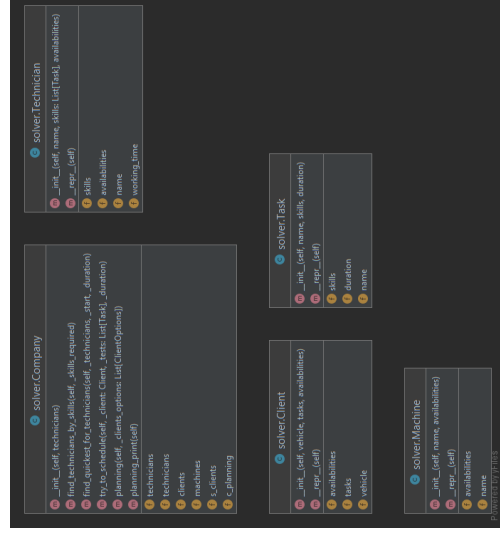 solver.Company
__init__(self, technicians)
find_technicians_by_skills(self, _skills_required)
find_quickest_for_technicians(self, _technicians, _start, _duration)
try_to_schedule(self, _client: Client, _tests: List[Task], _duration)
planning(self, _clients_options: List[ClientOptions])
planning_print(self)
technicians
technicians
clients
machines
s_clients
c_planning
solver.Technician
__init__(self, name, skills: List[Task], availabilities)
__repr__(self)
skills
availabilities
name
working_time
solver.Client
__init__(self, vehicle, tasks, availabilities)
__repr__(self)
availabilities
tasks
vehicle
solver.Task
__init__(self, name, skills, duration)
__repr__(self)
skills
duration
name
solver.Machine
__init__(self, name, availabilities)
__repr__(self)
availabilities
name
Powered by yFiles